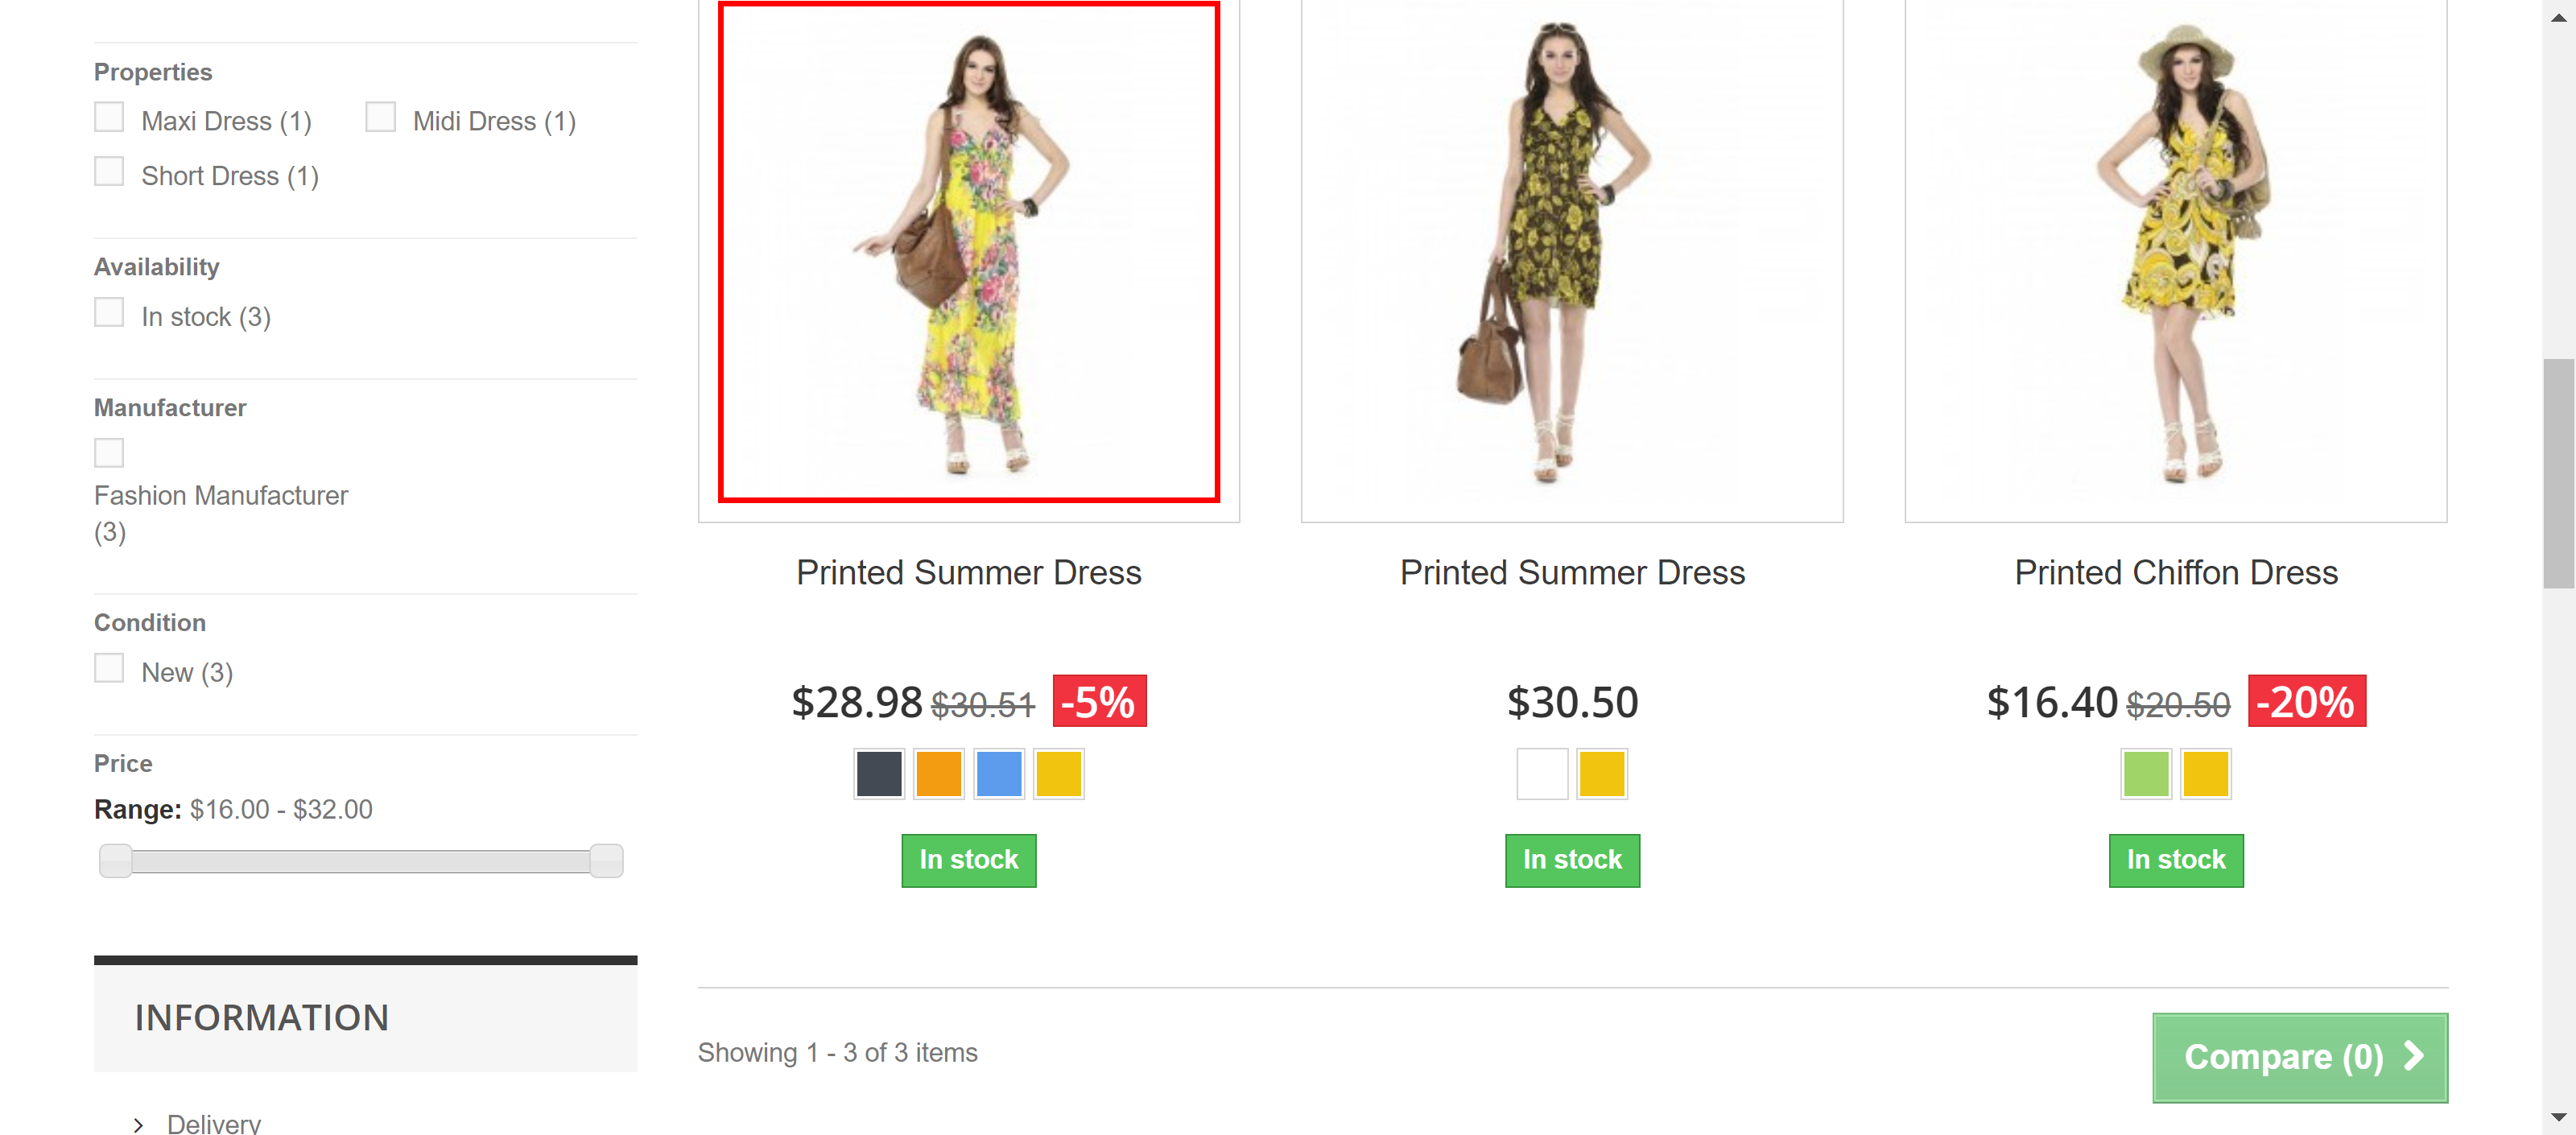 Properties
Maxi Dress (1)
Midi Dress (1)
Short Dress (1)
Availability
In stock (3)
Manufacturer
Fashion Manufacturer
(3)
Condition
New (3)
Price
Range: $16.00 - $32.00
INFORMATION
Delivery
Printed Summer Dress
$28.98 $30.51 -5%
In stock
Printed Summer Dress
$30.50
In stock
Printed Chiffon Dress
$16.40 $20.50 -20%
In stock
Showing 1 - 3 of 3 items
Compare (0)